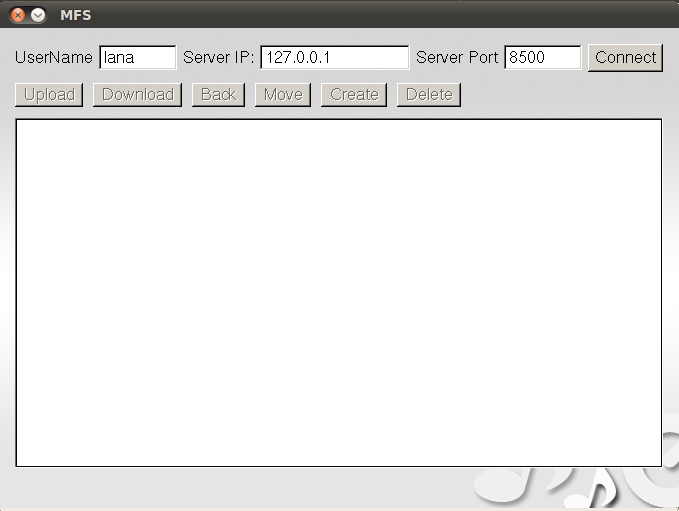 MFS
UserName lana Server IP: 127.0.0.1 Server Port 8500 Connect
Upload Download Back Move Create Delete